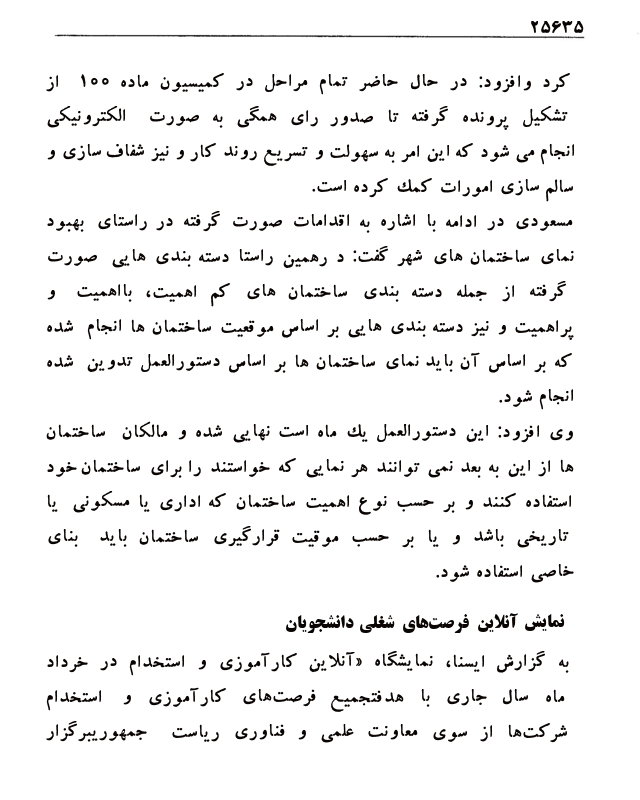 ۲۵۶۳۵
کرد وافزود: در حال حاضر تمام مراحل در کمیسیون ماده ۱۰۰ از
تشکیل پرونده گرفته تا صدور رای همگی به صورت الکترونیکی
انجام می شود که این امر به سهولت و تسریع روند کار و نیز شفاف سازی و
سالم سازی امورات کمك کرده است.
مسعودی در ادامه با اشاره به اقدامات صورت گرفته در راستای بهبود
نمای ساختمان های شهر گفت: د رهمین راستا دسته بندی هایی صورت
گرفته از جمله دسته بندی ساختمان های کم اهمیت، بااهمیت و
پراهمیت و نیز دسته بندی هایی بر اساس موقعیت ساختمان ها انجام شده
که بر اساس آن باید نمای ساختمان ها بر اساس دستورالعمل تدوین شده
انجام شود.
وی افزود: این دستورالعمل یك ماه است نهایی شده و مالکان ساختمان
ها از این به بعد نمی توانند هر نمایی که خواستند را برای ساختمان خود
استفاده کنند و بر حسب نوع اهمیت ساختمان که اداری یا مسکونی یا
تاریخی باشد و یا بر حسب موقیت قرارگیری ساختمان باید بنای
خاصی استفاده شود.
نمایش آنلاین فرصت‌های شغلی دانشجویان
به گزارش ایسنا، نمایشگاه «آنلاین کارآموزی و استخدام در خرداد
ماه سال جاری با هدفتجمیع فرصت‌های کارآموزی و استخدام
شرکت‌ها از سوی معاونت علمی و فناوری ریاست جمهوریبرگزار